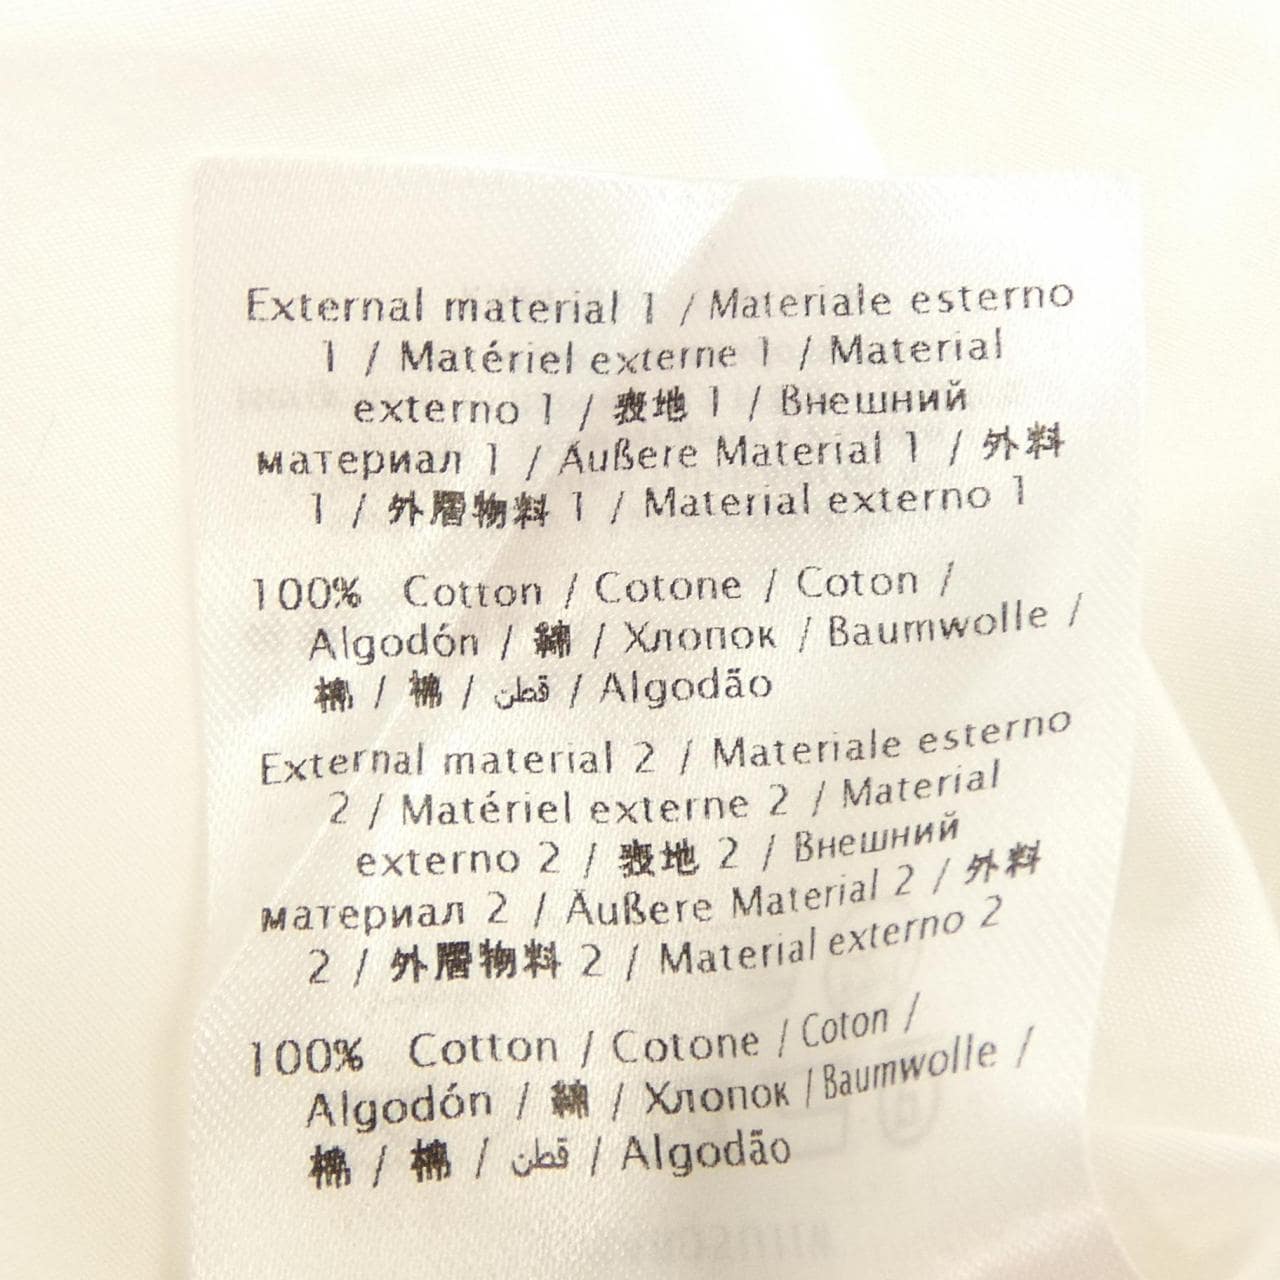 External material 1 / Materiale esterno
1 / Matériel externe 1 / Material
externo 1 / 表地 1 / Внешний
материал 1 / Äußere Material 1 / 外料
1 / 外層物料 1 / Material externo 1
100% Cotton / Cotone / Coton /
Algodón / 綿 / Хлопок / Baumwolle /
棉 / 棉 / قطن / Algodão
External material 2 / Materiale esterno
2 / Matériel externe 2 / Material
externo 2 / 表地 2 / Внешний
материал 2 / Äußere Material 2 / 外料
2 / 外層物料 2 / Material externo 2
100% Cotton / Cotone / Coton /
Algodón / 綿 / Хлопок / Baumwolle /
棉 / 棉 / قطن / Algodão